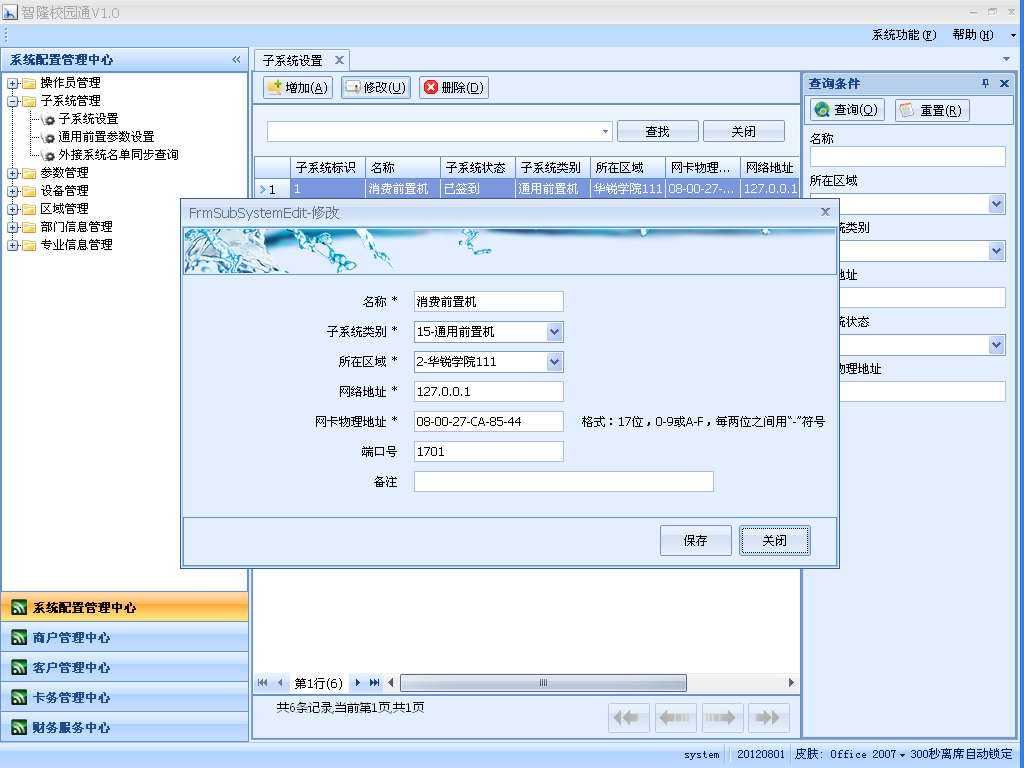 智隆校园通V1.0
系统功能(F) 帮助(H)
系统配置管理中心
操作员管理
子系统管理
子系统设置
通用前置参数设置
外接系统名单同步查询
参数管理
设备管理
区域管理
部门信息管理
专业信息管理
系统配置管理中心
商户管理中心
客户管理中心
卡务管理中心
财务服务中心
子系统设置
增加(A) 修改(U) 删除(D)
查找 关闭
子系统标识 名称 子系统状态 子系统类别 所在区域 网卡物理... 网络地址
1 1 消费前置机 已签到 通用前置机 华锐学院111 08-00-27-... 127.0.0.1
查询条件
查询(Q) 重置(R)
名称
所在区域
统类别
地址
统状态
物理地址
FrmSubSystemEdit-修改
名称 * 消费前置机
子系统类别 * 15-通用前置机
所在区域 * 2-华锐学院111
网络地址 * 127.0.0.1
网卡物理地址 * 08-00-27-CA-85-44 格式：17位，0-9或A-F，每两位之间用“-”符号
端口号 1701
备注
保存 关闭
第1行(6)
共6条记录,当前第1页,共1页
system 20120801 皮肤: Office 2007 300秒离席自动锁定